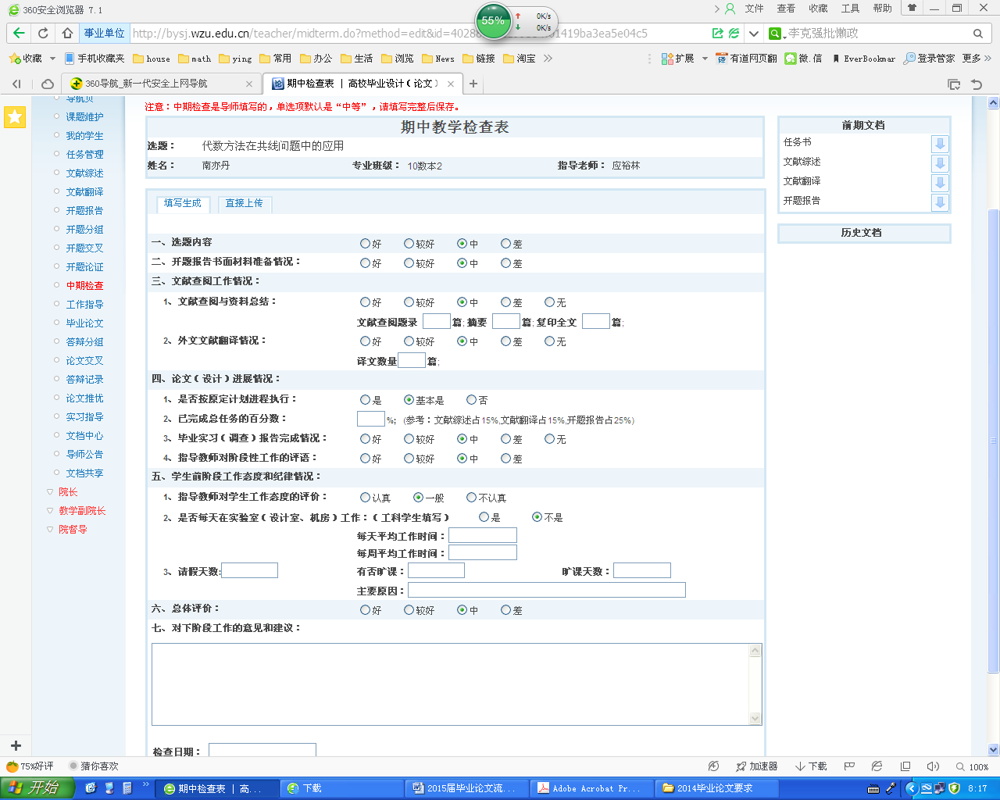 360安全浏览器 7.1
文件 查看 收藏 工具 帮助
55% 0K/s
0K/s
事业单位 http://bysj.wzu.edu.cn/teacher/midterm.do?method=edit&id=40288 01419ba3ea5e04c5
李克强批懒政
收藏 手机收藏夹 house math ying 常用 办公 生活 浏览 News 链接 淘宝 扩展 有道网页翻 微.信 EverBookmar 登录管家 更多
360导航_新一代安全上网导航 期中检查表 | 高校毕业设计(论文)
导航页
课题维护
我的学生
任务管理
文献综述
文献翻译
开题报告
开题分组
开题交叉
开题论证
中期检查
工作指导
毕业论文
答辩分组
论文交叉
答辩记录
论文推优
实习指导
文档中心
导师公告
文档共享
院长
教学副院长
院督导
注意:中期检查是导师填写的,单选项默认是“中等”,请填写完整后保存。
期中教学检查表
选题: 代数方法在共线问题中的应用
姓名: 南亦丹 专业班级: 10数本2 指导老师: 应裕林
填写生成 直接上传
一、选题内容 好 较好 中 差
二、开题报告书面材料准备情况: 好 较好 中 差
三、文献查阅工作情况:
1、文献查阅与资料总结: 好 较好 中 差 无
文献查阅题录 篇; 摘要 篇; 复印全文 篇;
2、外文文献翻译情况: 好 较好 中 差 无
译文数量 篇;
四、论文(设计)进展情况:
1、是否按原定计划进程执行: 是 基本是 否
2、已完成总任务的百分数: %; (参考:文献综述占15%,文献翻译占15%,开题报告占25%)
3、毕业实习(调查)报告完成情况: 好 较好 中 差 无
4、指导教师对阶段性工作的评语: 好 较好 中 差
五、学生前阶段工作态度和纪律情况:
1、指导教师对学生工作态度的评价: 认真 一般 不认真
2、是否每天在实验室(设计室、机房)工作:(工科学生填写) 是 不是
每天平均工作时间:
每周平均工作时间:
3、请假天数: 有否旷课: 旷课天数:
主要原因:
六、总体评价: 好 较好 中 差
七、对下阶段工作的意见和建议:
检查日期:
前期文档
任务书
文献综述
文献翻译
开题报告
历史文档
75%好评 猜你喜欢 加速器 下载 100%
开始 期中检查表 | 高... 下载 2015届毕业论文流... Adobe Acrobat Pr... 2014毕业论文要求 8:17